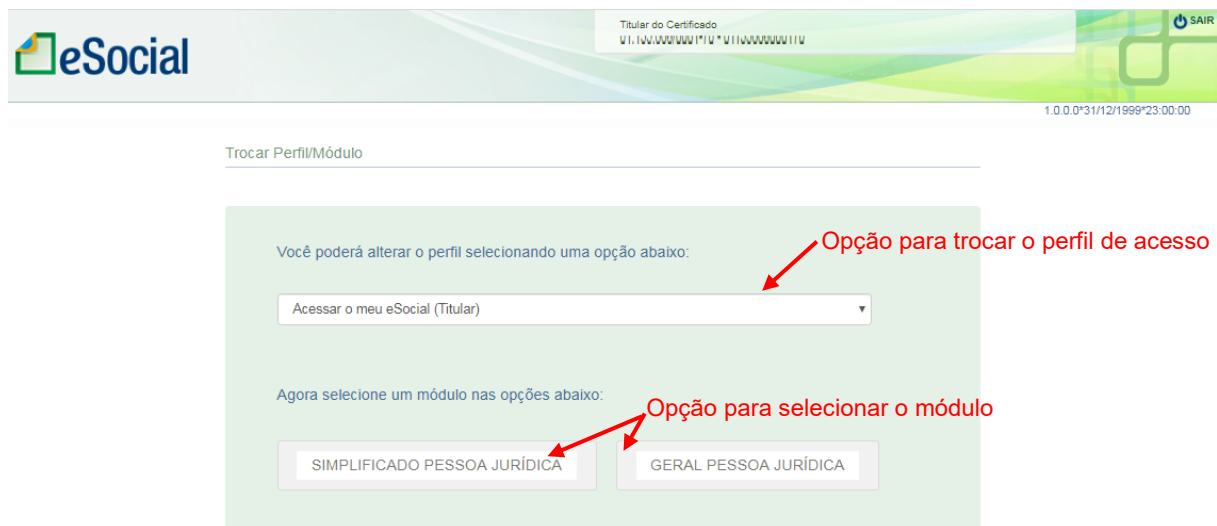 eSocial
Titular do Certificado
SAIR
1.0.0.0*31/12/1999*23:00:00
Trocar Perfil/Módulo
Opção para trocar o perfil de acesso
Você poderá alterar o perfil selecionando uma opção abaixo:
Acessar o meu eSocial (Titular)
Agora selecione um módulo nas opções abaixo:
Opção para selecionar o módulo
SIMPLIFICADO PESSOA JURÍDICA
GERAL PESSOA JURÍDICA